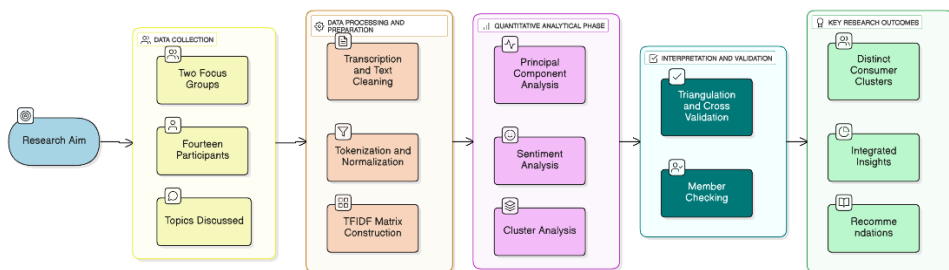 Research Aim
DATA COLLECTION
Two Focus
Groups
Fourteen
Participants
Topics Discussed
DATA PROCESSING AND
PREPARATION
Transcription
and Text
Cleaning
Tokenization and
Normalization
TFIDF Matrix
Construction
QUANTITATIVE ANALYTICAL PHASE
Principal
Component
Analysis
Sentiment
Analysis
Cluster Analysis
INTERPRETATION AND VALIDATION
Triangulation and
Cross
Validation
Member
Checking
KEY RESEARCH OUTCOMES
Distinct
Consumer
Clusters
Integrated
Insights
Recomme
ndations